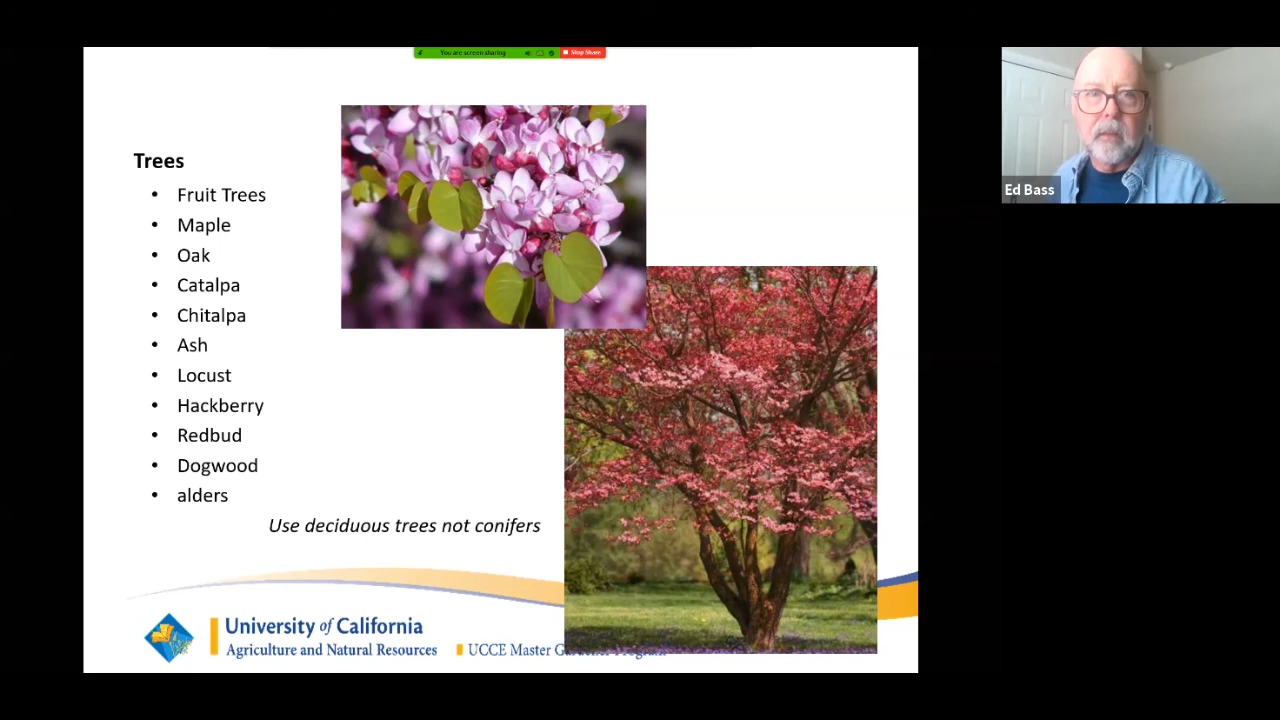 You are screen sharing
Stop Share
Trees
• Fruit Trees
• Maple
• Oak
• Catalpa
• Chitalpa
• Ash
• Locust
• Hackberry
• Redbud
• Dogwood
• alders
Use deciduous trees not conifers
University of California
Agriculture and Natural Resources
UCCE Master Gardener Program
Ed Bass